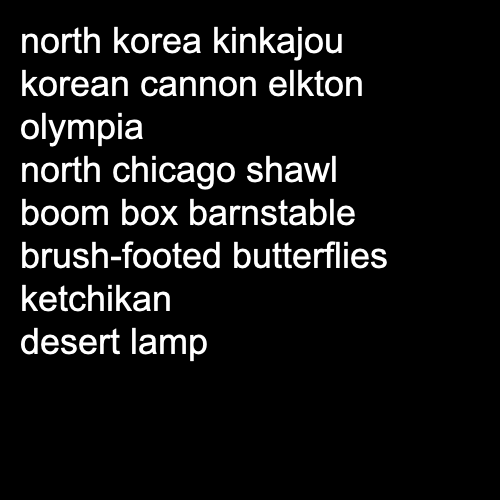 north korea kinkajou
korean cannon elkton
olympia
north chicago shawl
boom box barnstable
brush-footed butterflies
ketchikan
desert lamp